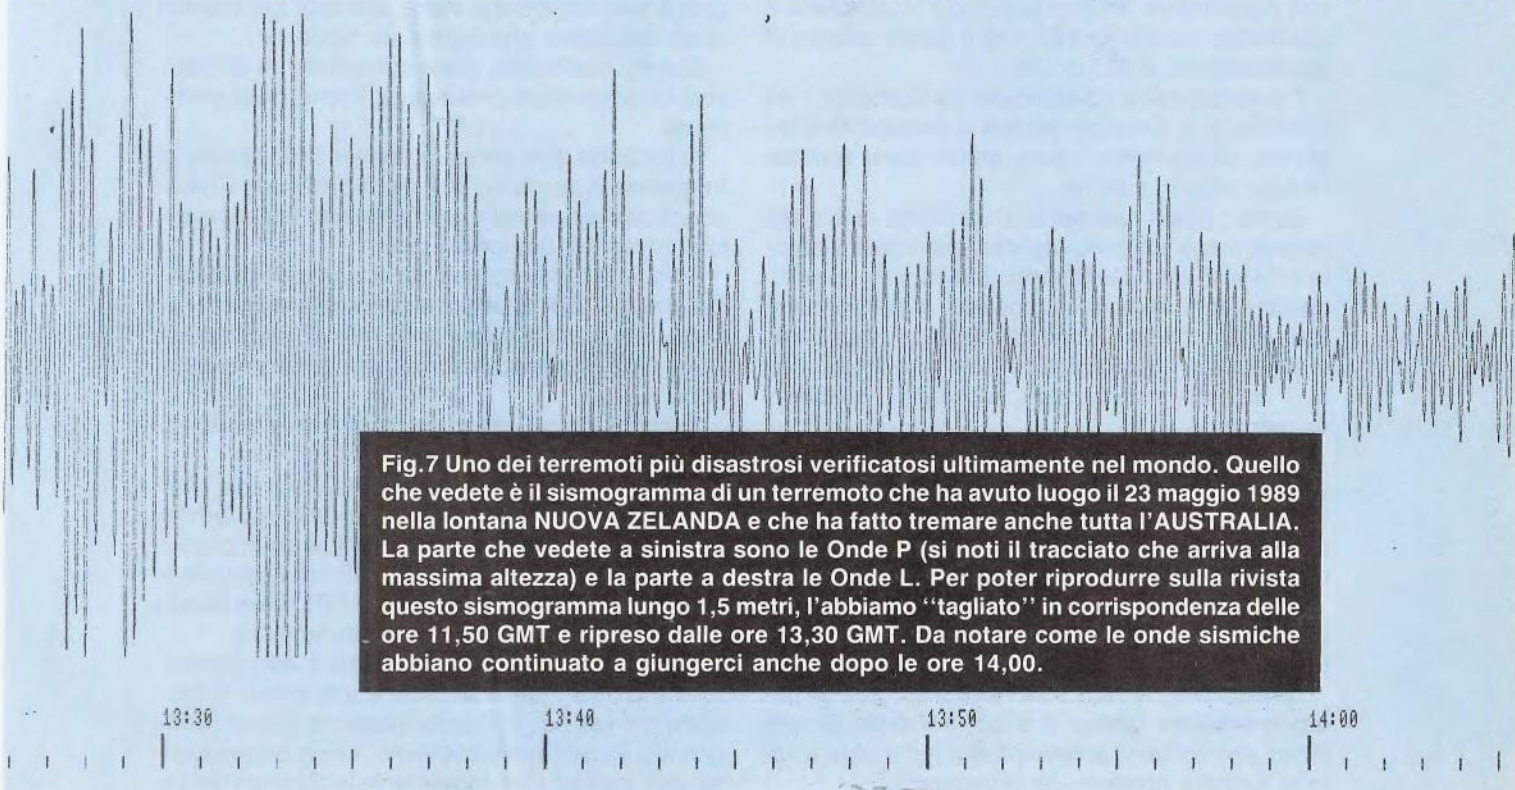 Fig.7 Uno dei terremoti più disastrosi verificatosi ultimamente nel mondo. Quello
che vedete è il sismogramma di un terremoto che ha avuto luogo il 23 maggio 1989
nella lontana NUOVA ZELANDA e che ha fatto tremare anche tutta l'AUSTRALIA.
La parte che vedete a sinistra sono le Onde P (si noti il tracciato che arriva alla
massima altezza) e la parte a destra le Onde L. Per poter riprodurre sulla rivista
questo sismogramma lungo 1,5 metri, l'abbiamo ‘‘tagliato’’ in corrispondenza delle
ore 11,50 GMT e ripreso dalle ore 13,30 GMT. Da notare come le onde sismiche
abbiano continuato a giungerci anche dopo le ore 14,00.
13:30 13:40 13:50 14:00